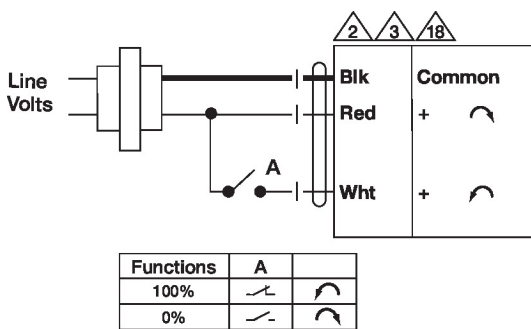 2 3 18
Line
Volts
Blk Common
Red +
A
Wht +
Functions A
100%
0%